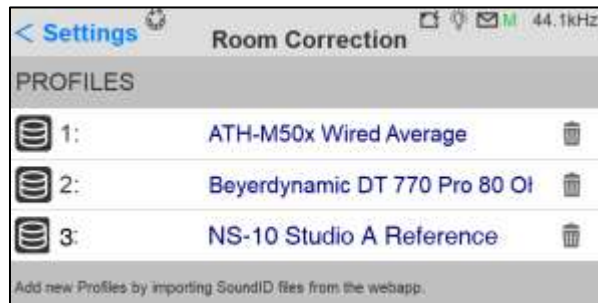 < Settings
Room Correction
M 44.1kHz
PROFILES
1: ATH-M50x Wired Average
2: Beyerdynamic DT 770 Pro 80 Oh
3: NS-10 Studio A Reference
Add new Profiles by importing SoundID files from the webapp.